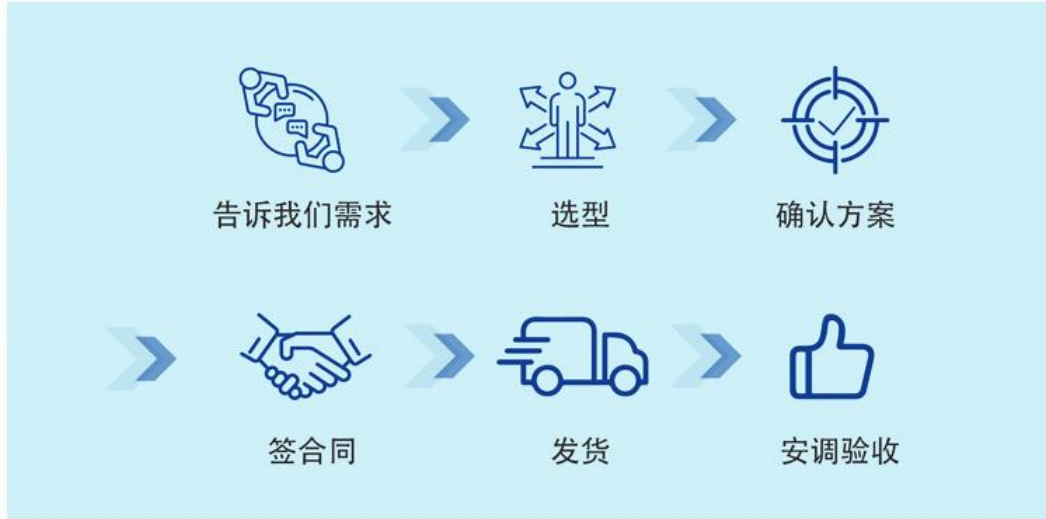 告诉我们需求
选型
确认方案
签合同
发货
安调验收